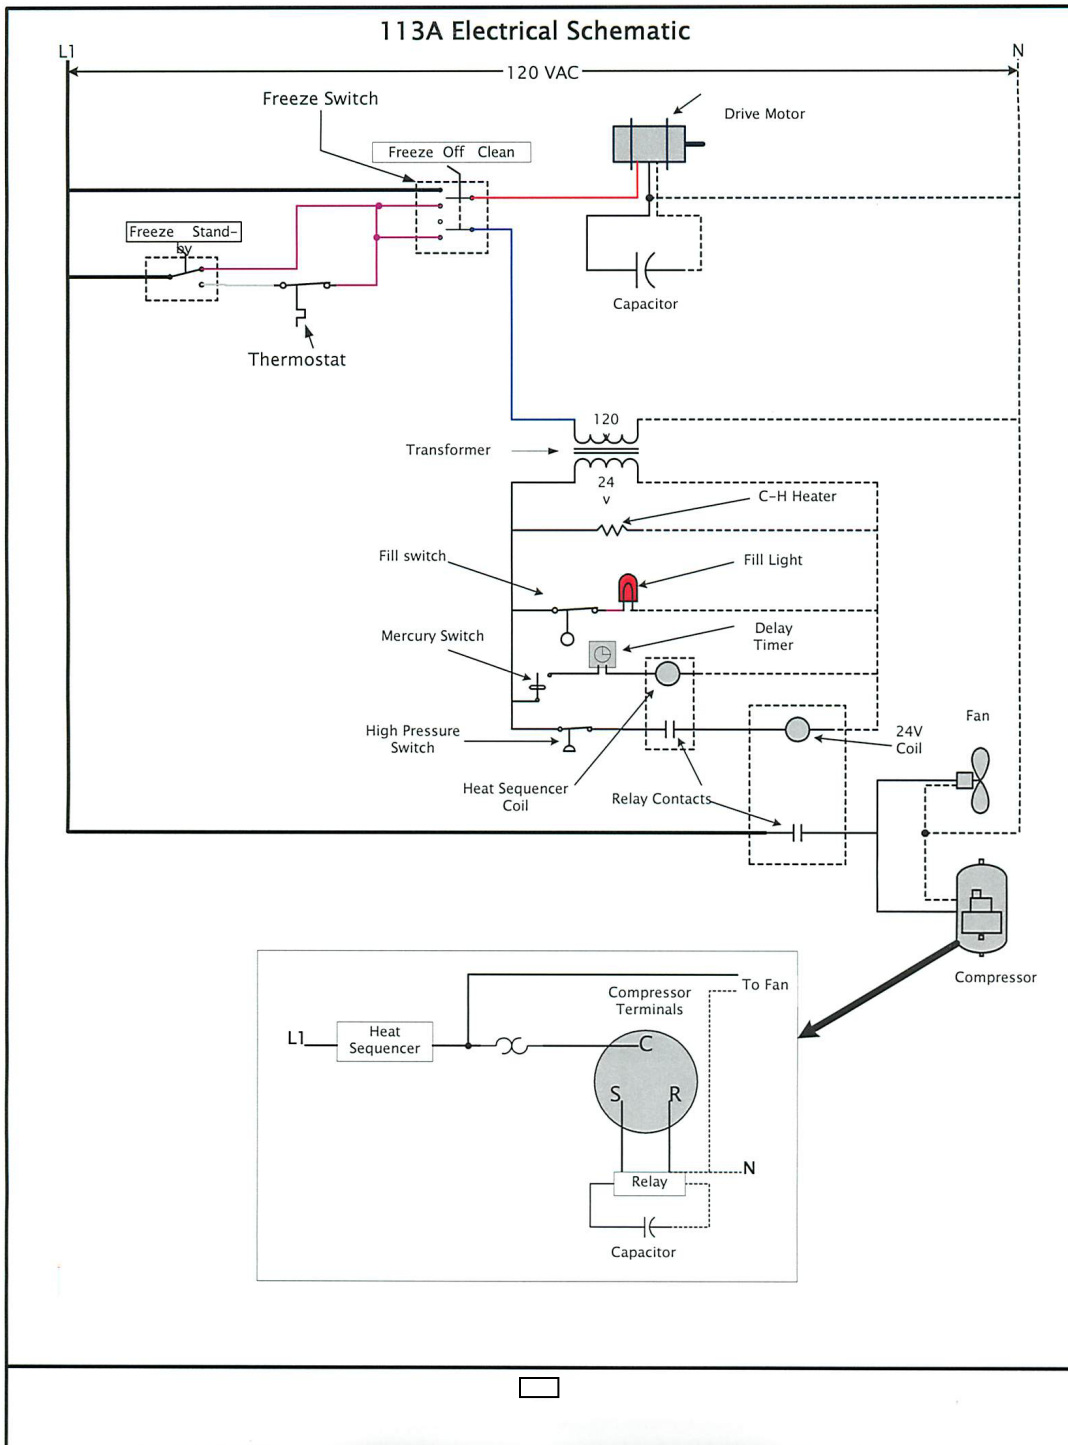 113A Electrical Schematic
L1
N
120 VAC
Freeze Switch
Drive Motor
Freeze Off Clean
Freeze Stand-
by
Capacitor
Thermostat
120
v
Transformer
24
v
C-H Heater
Fill switch
Fill Light
Delay
Timer
Mercury Switch
High Pressure
Switch
24V
Coil
Fan
Heat Sequencer
Coil
Relay Contacts
Compressor
To Fan
Compressor
Terminals
L1
Heat
Sequencer
C
S
R
N
Relay
Capacitor